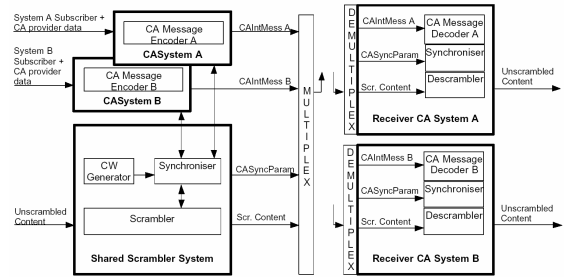 System A Subscriber +
CA provider data
CA Message
Encoder A
CASystem A
CAIntMess A
System B
Subscriber +
CA provider
data
CA Message
Encoder B
CASystem B
CAIntMess B
CW
Generator
Synchroniser
CASyncParam
Unscrambled
Content
Scrambler
Scr. Content
Shared Scrambler System
MULTIPLEX
DEMULTIPLEX
CAIntMess A
CA Message
Decoder A
CASyncParam
Synchroniser
Scr. Content
Descrambler
Unscrambled
Content
Receiver CA System A
DEMULTIPLEX
CAIntMess B
CA Message
Decoder B
CASyncParam
Synchroniser
Scr. Content
Descrambler
Unscrambled
Content
Receiver CA System B